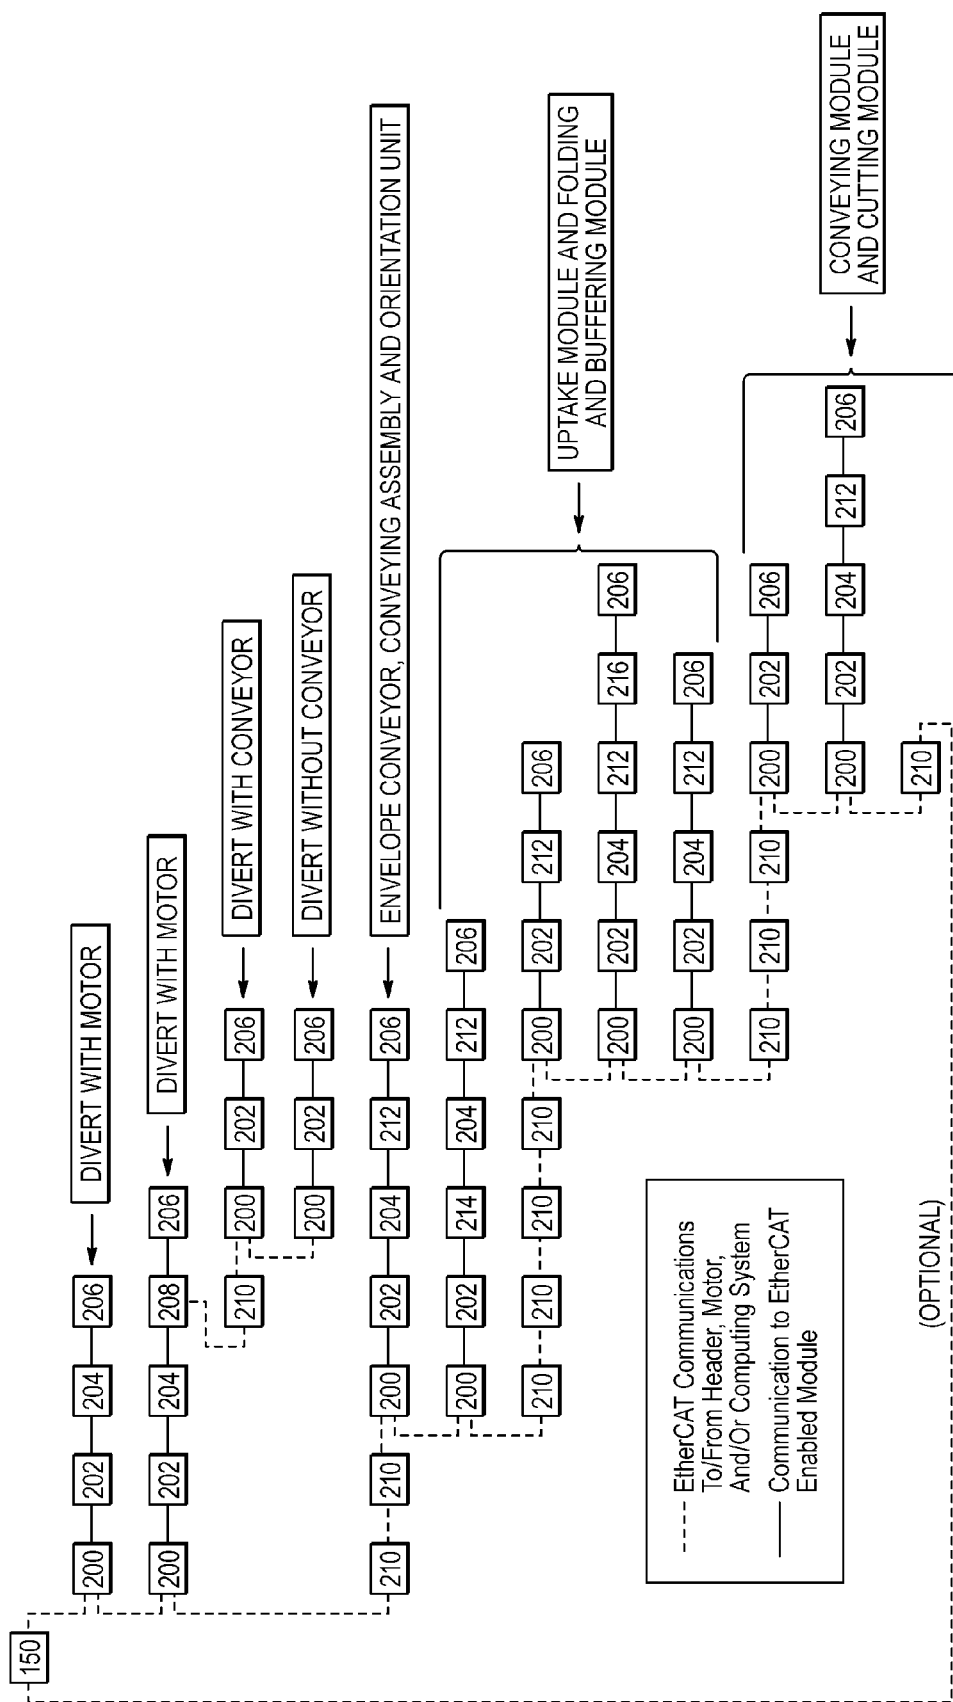 150
200 202 204 206 DIVERT WITH MOTOR
200 202 204 208 206 DIVERT WITH MOTOR
210 200 202 206 DIVERT WITH CONVEYOR
200 202 206 DIVERT WITHOUT CONVEYOR
210 210 200 202 204 212 206 ENVELOPE CONVEYOR, CONVEYING ASSEMBLY AND ORIENTATION UNIT
200 202 214 204 212 206
210 210 210 210 200 202 212 206
200 202 204 212 216 206
200 202 204 212 206
UPTAKE MODULE AND FOLDING
AND BUFFERING MODULE
210 210 210 200 202 206
200 202 204 212 206
210
CONVEYING MODULE
AND CUTTING MODULE
EtherCAT Communications
To/From Header, Motor,
And/Or Computing System
Communication to EtherCAT
Enabled Module
(OPTIONAL)